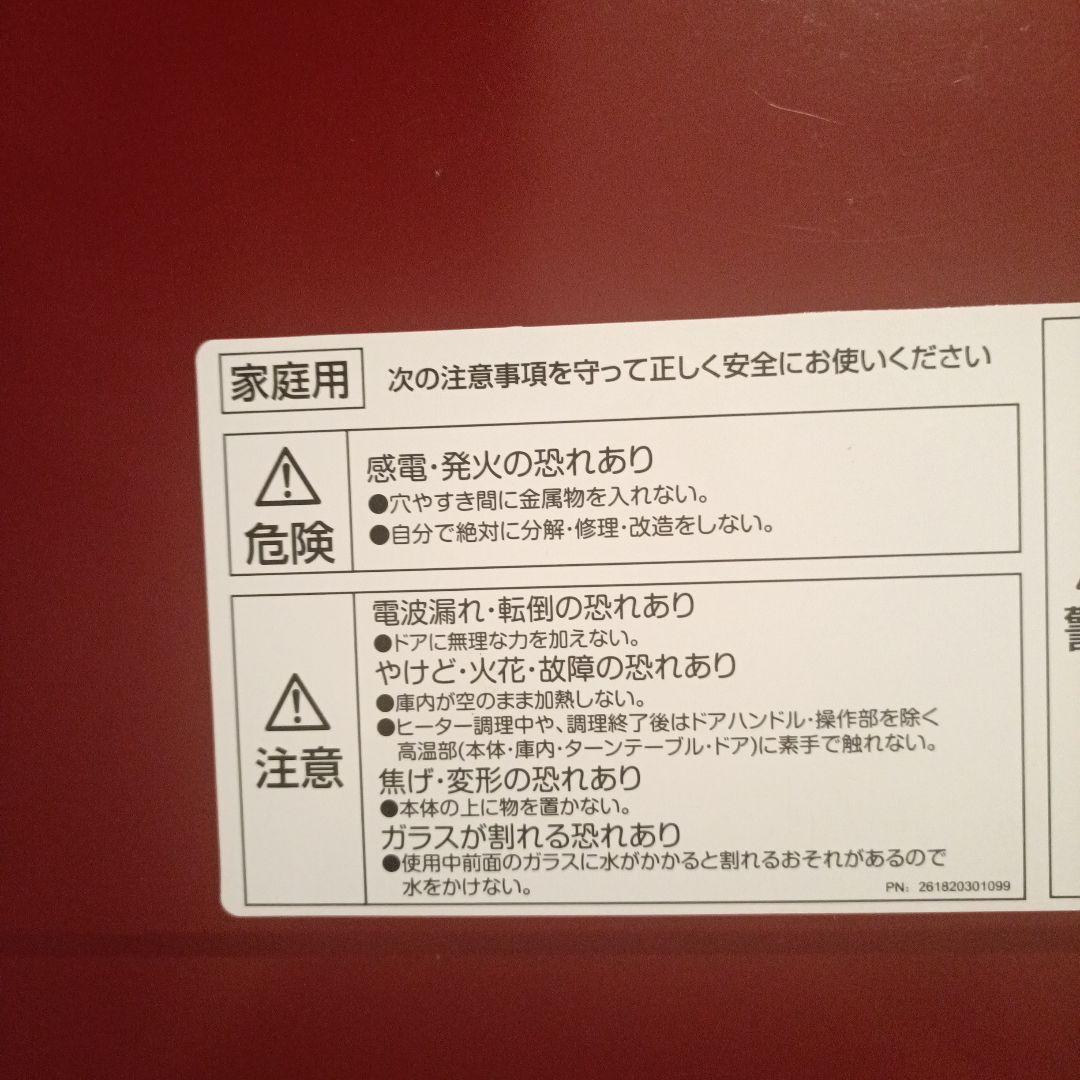 家庭用
次の注意事項を守って正しく安全にお使いください
危険
感電・発火の恐れあり
●穴やすき間に金属物を入れない。
●自分で絶対に分解・修理・改造をしない。
注意
電波漏れ・転倒の恐れあり
●ドアに無理な力を加えない。
やけど・火花・故障の恐れあり
●庫内が空のまま加熱しない。
●ヒーター調理中や、調理終了後はドアハンドル・操作部を除く
高温部(本体・庫内・ターンテーブル・ドア)に素手で触れない。
焦げ・変形の恐れあり
●本体の上に物を置かない。
ガラスが割れる恐れあり
●使用中前面のガラスに水がかかると割れるおそれがあるので
水をかけない。
PN: 261820301099